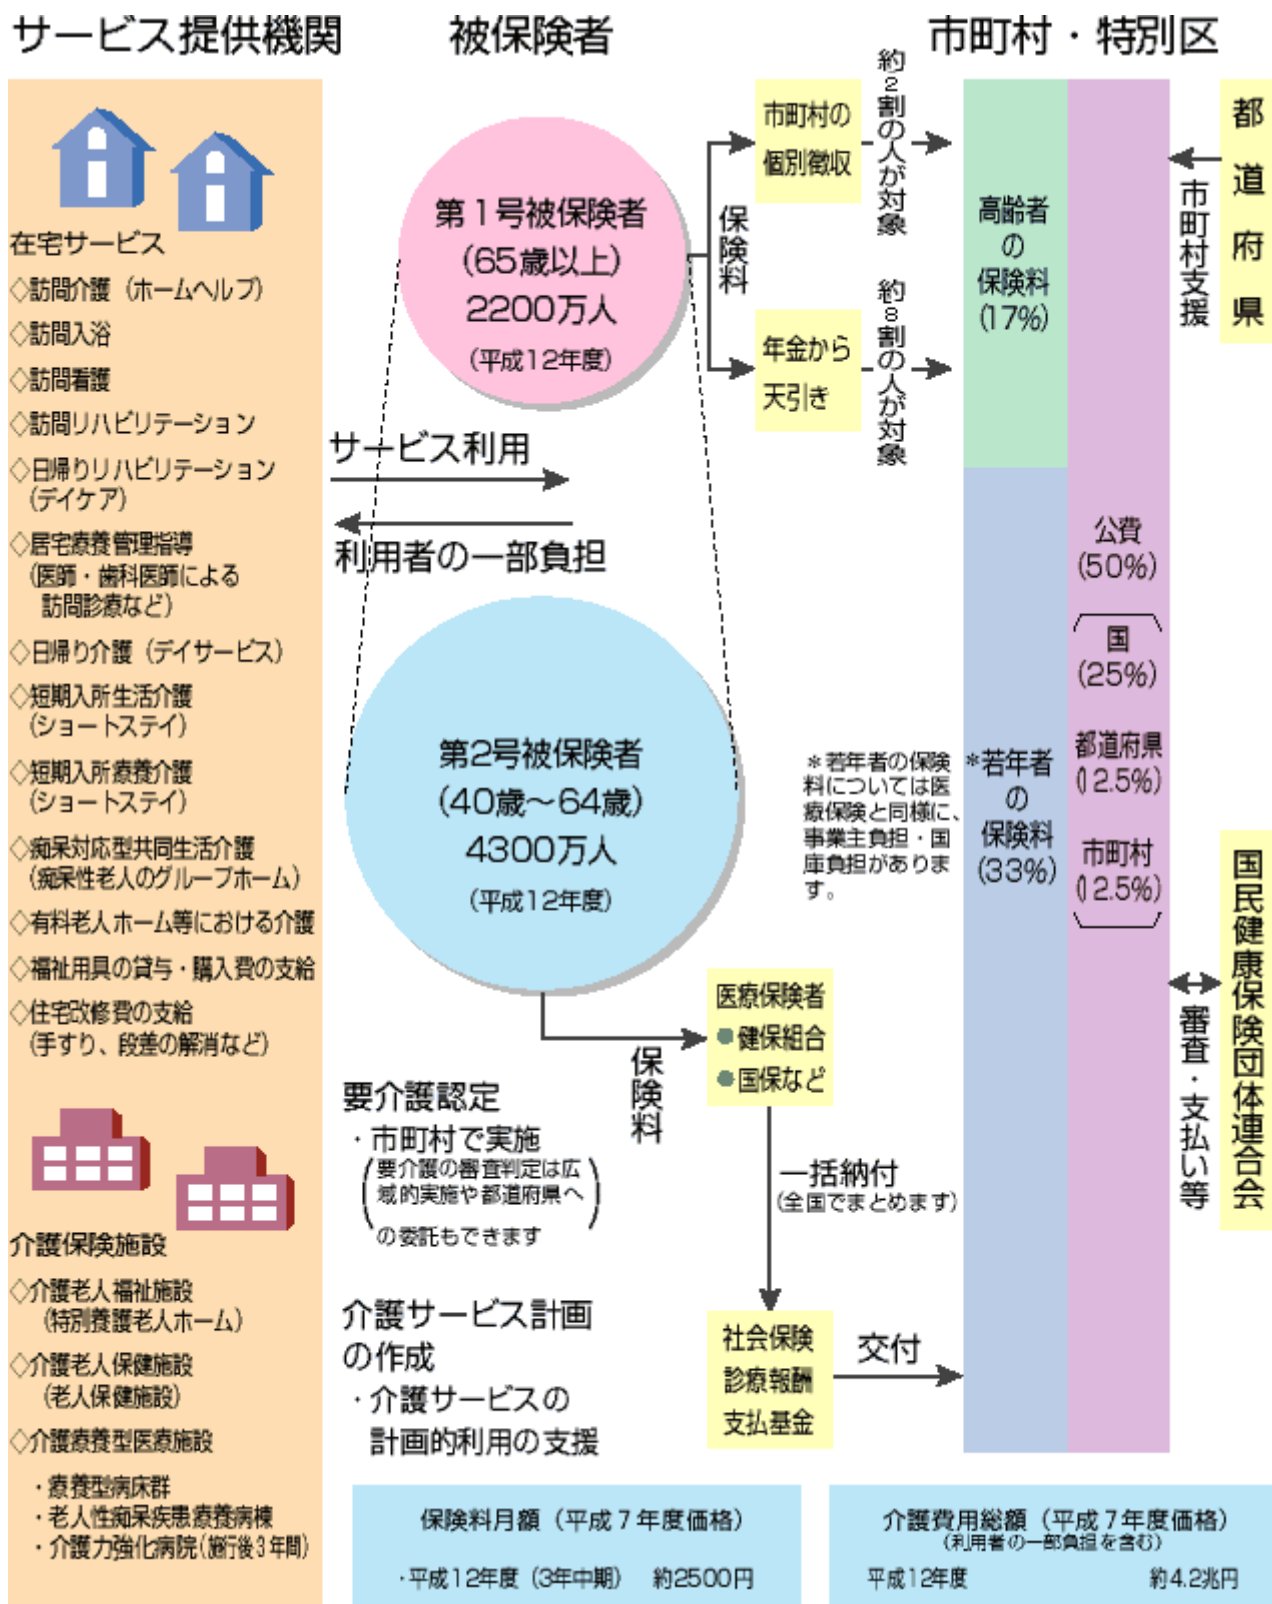 サービス提供機関
被保険者
市町村・特別区
在宅サービス
◇訪問介護（ホームヘルプ）
◇訪問入浴
◇訪問看護
◇訪問リハビリテーション
◇日帰りリハビリテーション
（デイケア）
◇居宅療養管理指導
（医師・歯科医師による
訪問診療など）
◇日帰り介護（デイサービス）
◇短期入所生活介護
（ショートステイ）
◇短期入所療養介護
（ショートステイ）
◇痴呆対応型共同生活介護
（痴呆性老人のグループホーム）
◇有料老人ホーム等における介護
◇福祉用具の貸与・購入費の支給
◇住宅改修費の支給
（手すり、段差の解消など）
介護保険施設
◇介護老人福祉施設
（特別養護老人ホーム）
◇介護老人保健施設
（老人保健施設）
◇介護療養型医療施設
・療養型病床群
・老人性痴呆疾患療養病棟
・介護力強化病院（施行後3年間）
第1号被保険者
（65歳以上）
2200万人
（平成12年度）
サービス利用
利用者の一部負担
第2号被保険者
（40歳〜64歳）
4300万人
（平成12年度）
保険料
市町村の
個別徴収
約2割の人が対象
年金から
天引き
約8割の人が対象
高齢者
の
保険料
(17%)
公費
(50%)
国
(25%)
都道府県
(12.5%)
市町村
(12.5%)
＊若年者
の
保険料
(33%)
＊若年者の保険
料については医
療保険と同様に、
事業主負担・国
庫負担がありま
す。
都道府県
市町村支援
国民健康保険団体連合会
審査・支払い等
保険料
医療保険者
●健保組合
●国保など
一括納付
（全国でまとめます）
社会保険
診療報酬
支払基金
交付
要介護認定
・市町村で実施
（要介護の審査判定は広
域的実施や都道府県へ
の委託もできます）
介護サービス計画
の作成
・介護サービスの
計画的利用の支援
保険料月額（平成7年度価格）
・平成12年度（3年中期）　約2500円
介護費用総額（平成7年度価格）
（利用者の一部負担を含む）
平成12年度　約4.2兆円